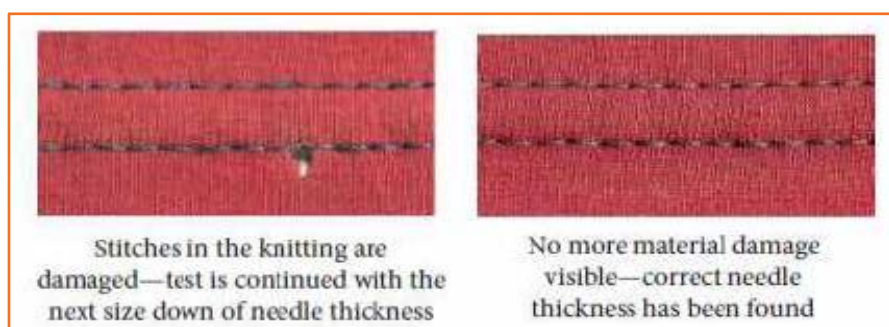 Stitches in the knitting are
damaged—test is continued with the
next size down of needle thickness
No more material damage
visible—correct needle
thickness has been found